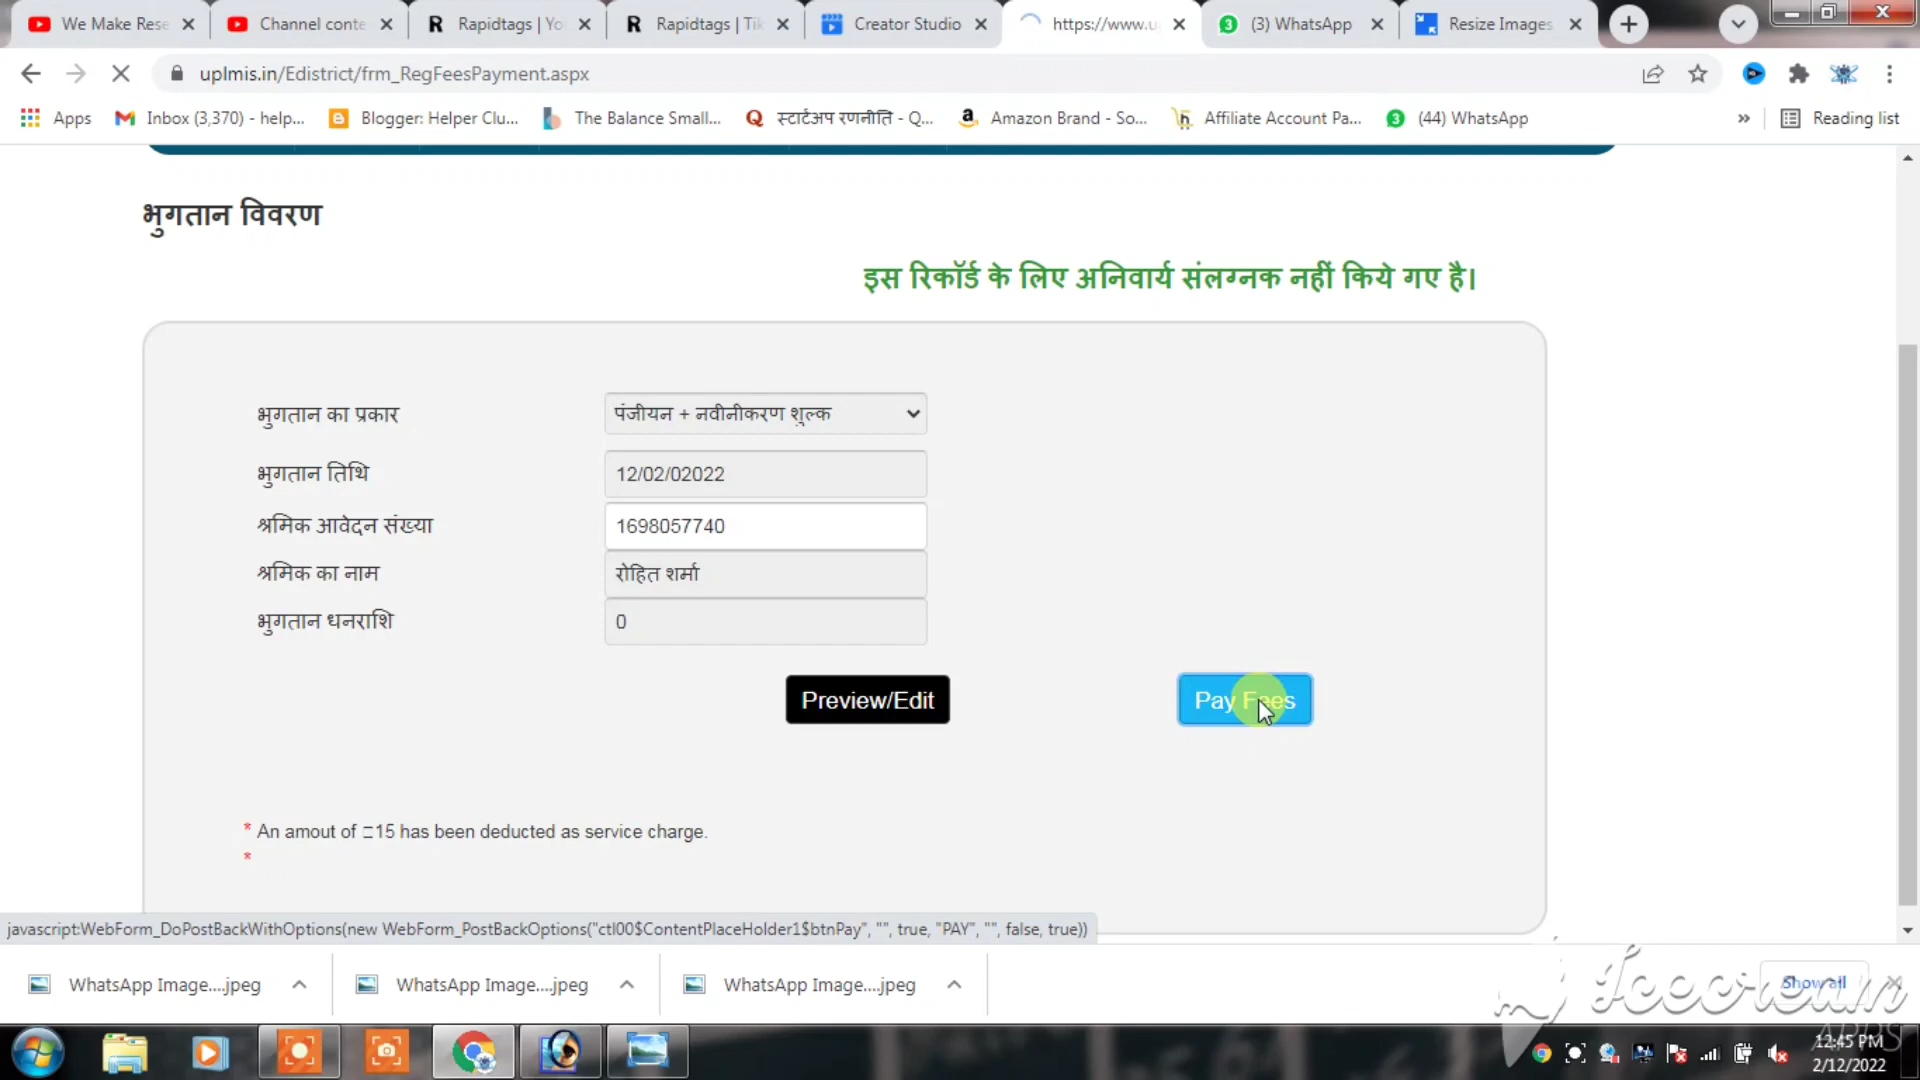 We Make Rese
Channel conte
Rapidtags | Yo
Rapidtags | Tik
Creator Studio
https://www.u
(3) WhatsApp
Resize Images
uplmis.in/Edistrict/frm_RegFeesPayment.aspx
Apps
Inbox (3,370) - help...
Blogger: Helper Clu...
The Balance Small...
स्टार्टअप रणनीति - Q...
Amazon Brand - So...
Affiliate Account Pa...
(44) WhatsApp
»
Reading list
भुगतान विवरण
इस रिकॉर्ड के लिए अनिवार्य संलग्नक नहीं किये गए है।
भुगतान का प्रकार
पंजीयन + नवीनीकरण शुल्क
भुगतान तिथि
12/02/02022
श्रमिक आवेदन संख्या
1698057740
श्रमिक का नाम
रोहित शर्मा
भुगतान धनराशि
0
Preview/Edit
Pay Fees
* An amout of 15 has been deducted as service charge.
*
javascript:WebForm_DoPostBackWithOptions(new WebForm_PostBackOptions("ctl00$ContentPlaceHolder1$btnPay", "", true, "PAY", "", false, true))
WhatsApp Image....jpeg
WhatsApp Image....jpeg
WhatsApp Image....jpeg
Show all
Icecream
APPS
12:45 PM
2/12/2022